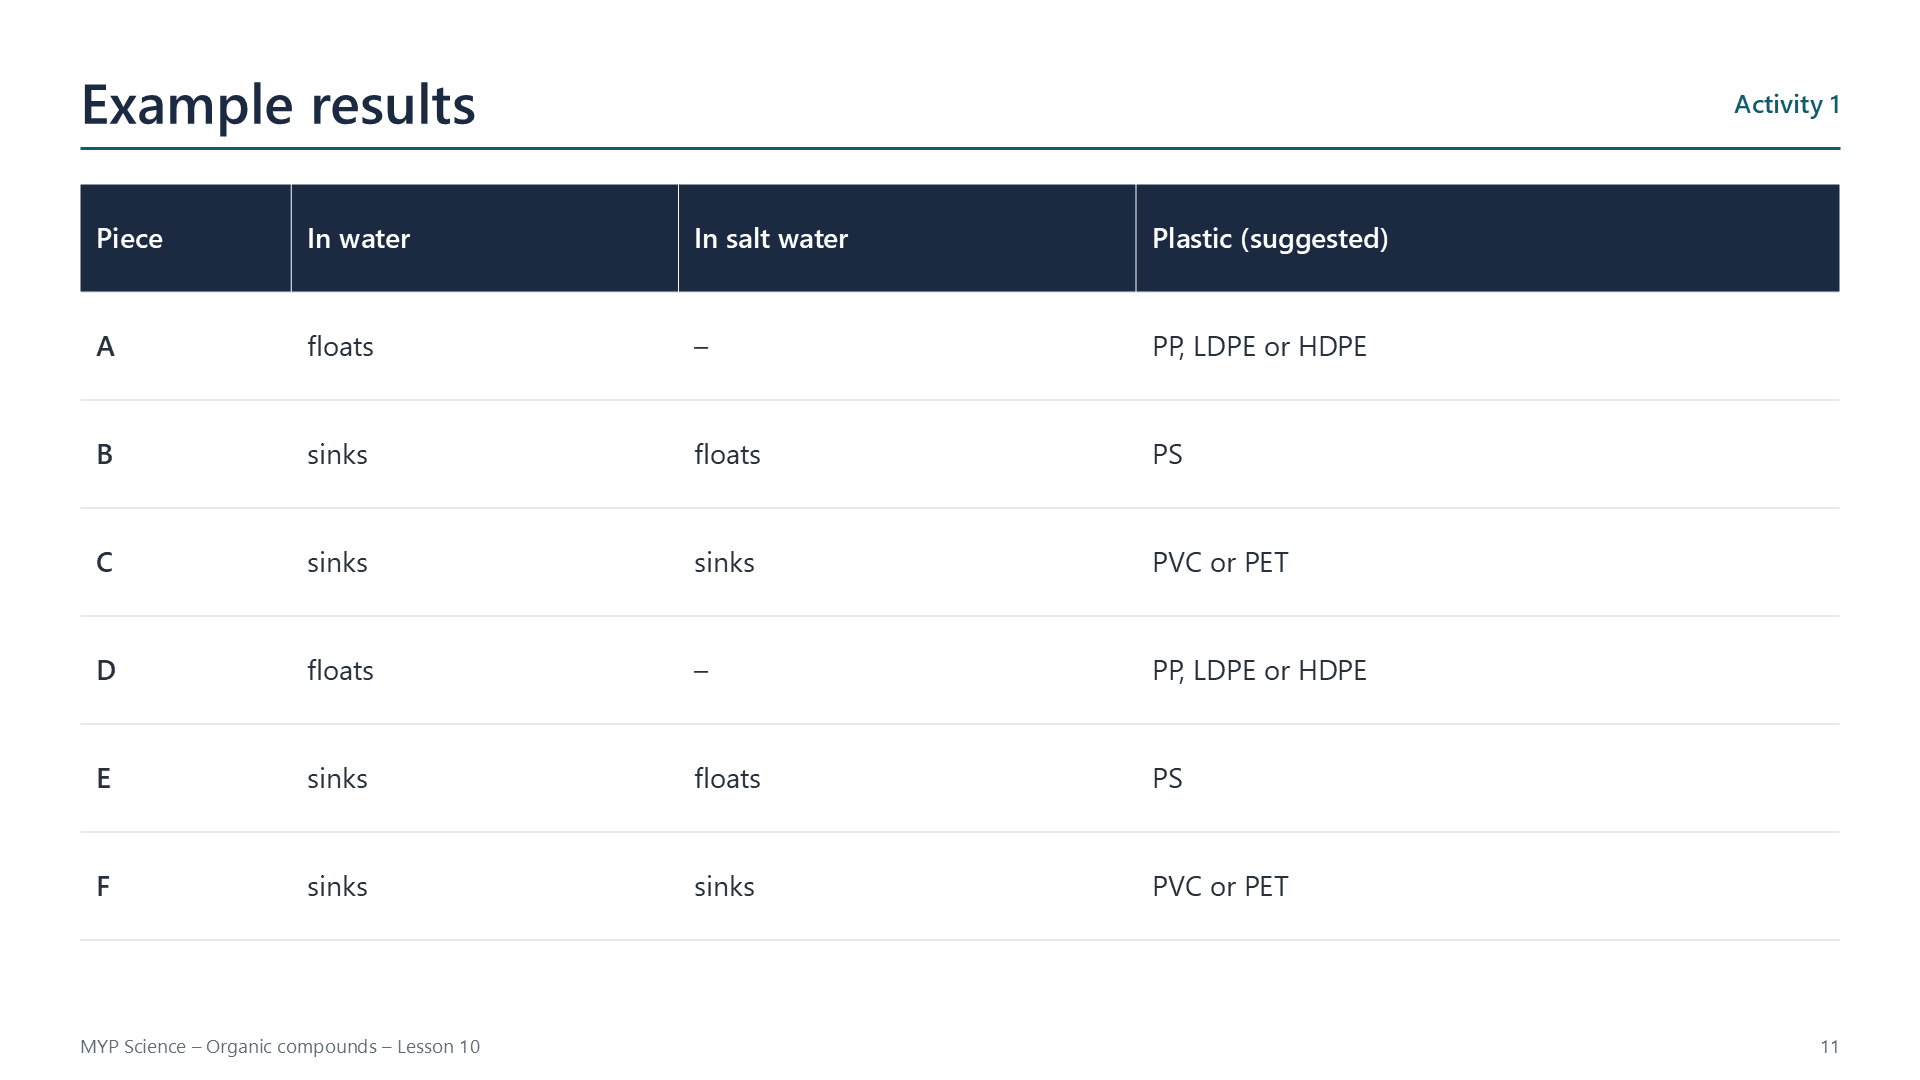 Example results
Activity 1
Piece In water In salt water Plastic (suggested)
A floats – PP, LDPE or HDPE
B sinks floats PS
C sinks sinks PVC or PET
D floats – PP, LDPE or HDPE
E sinks floats PS
F sinks sinks PVC or PET
MYP Science – Organic compounds – Lesson 10
11